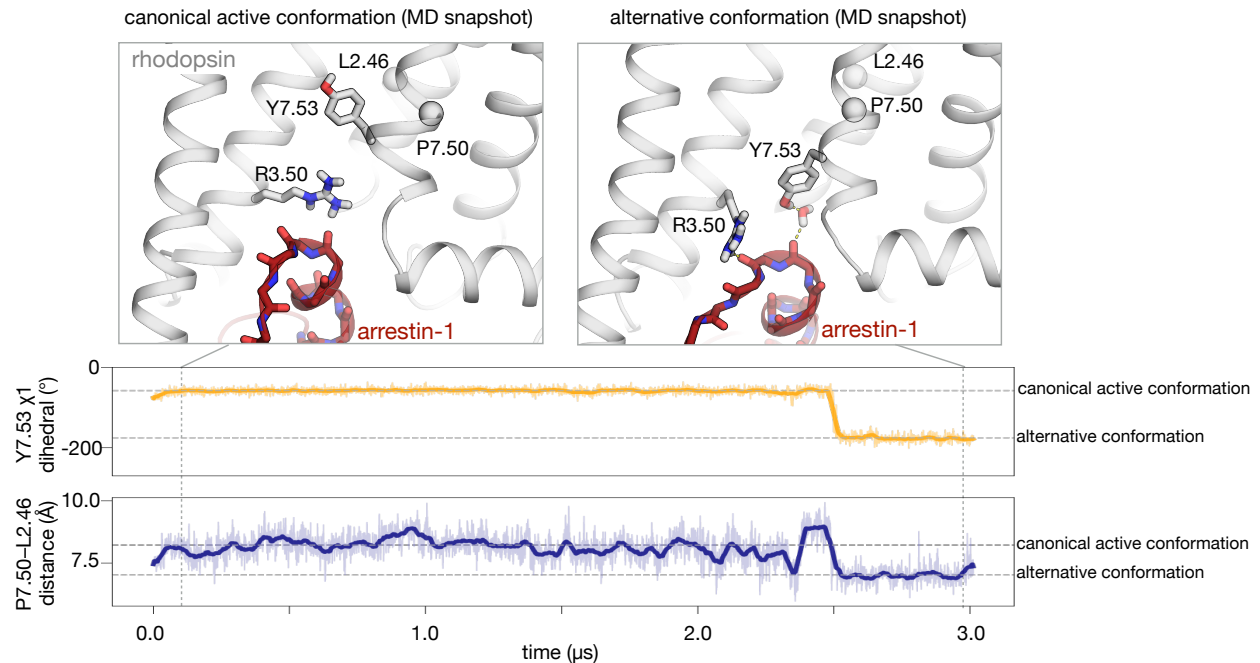 canonical active conformation (MD snapshot)
alternative conformation (MD snapshot)
rhodopsin
L2.46
Y7.53
P7.50
R3.50
arrestin-1
L2.46
P7.50
Y7.53
R3.50
arrestin-1
0
-200
Y7.53 χ1
dihedral (°)
canonical active conformation
alternative conformation
10.0
7.5
P7.50–L2.46
distance (Å)
canonical active conformation
alternative conformation
0.0
1.0
2.0
3.0
time (μs)